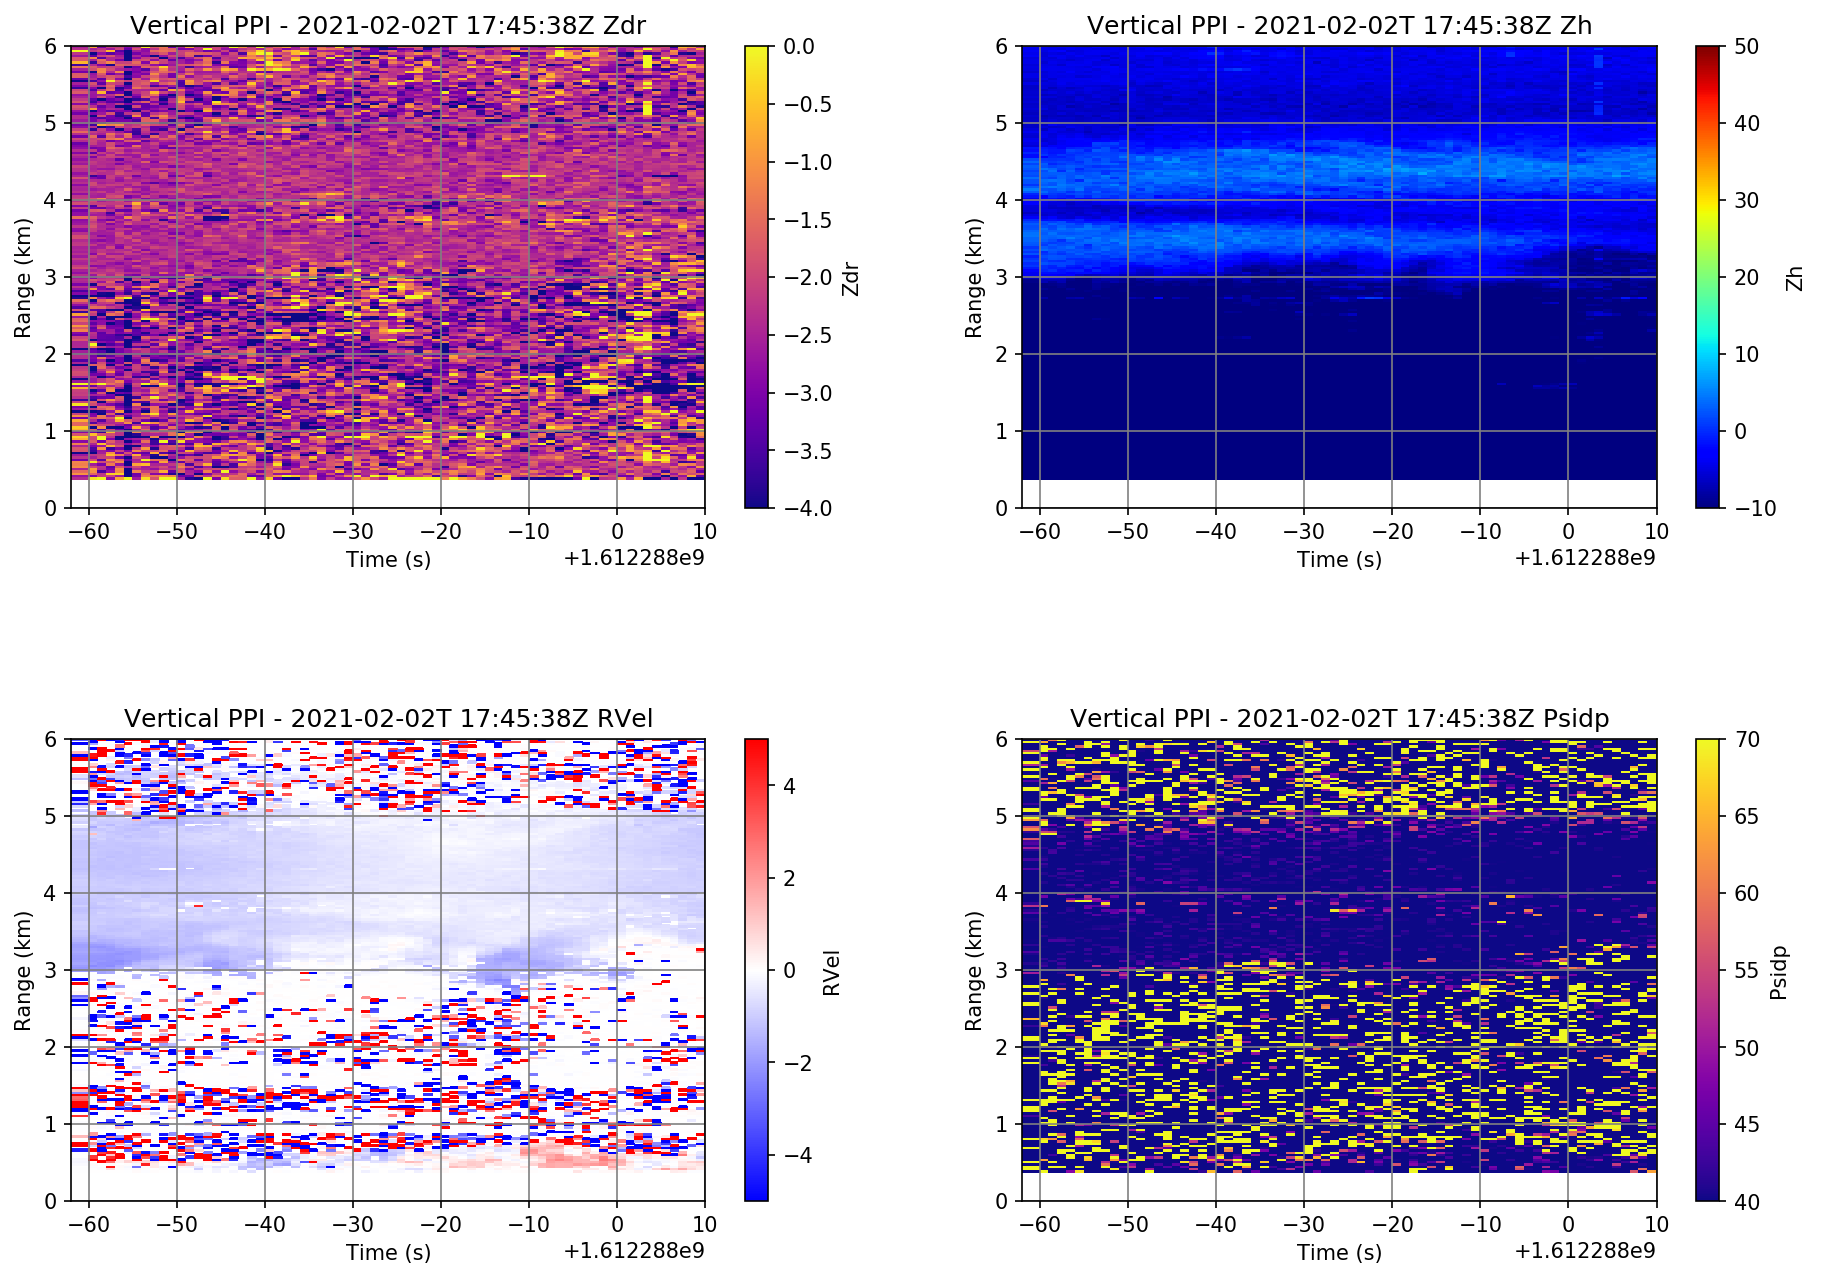 Vertical PPI - 2021-02-02T 17:45:38Z Zdr
6
5
4
3
2
1
0
Range (km)
−60 −50 −40 −30 −20 −10 0 10
Time (s)
+1.612288e9
0.0
−0.5
−1.0
−1.5
−2.0
−2.5
−3.0
−3.5
−4.0
Zdr
Vertical PPI - 2021-02-02T 17:45:38Z Zh
6
5
4
3
2
1
0
Range (km)
−60 −50 −40 −30 −20 −10 0 10
Time (s)
+1.612288e9
50
40
30
20
10
0
−10
Zh
Vertical PPI - 2021-02-02T 17:45:38Z RVel
6
5
4
3
2
1
0
Range (km)
−60 −50 −40 −30 −20 −10 0 10
Time (s)
+1.612288e9
4
2
0
−2
−4
RVel
Vertical PPI - 2021-02-02T 17:45:38Z Psidp
6
5
4
3
2
1
0
Range (km)
−60 −50 −40 −30 −20 −10 0 10
Time (s)
+1.612288e9
70
65
60
55
50
45
40
Psidp